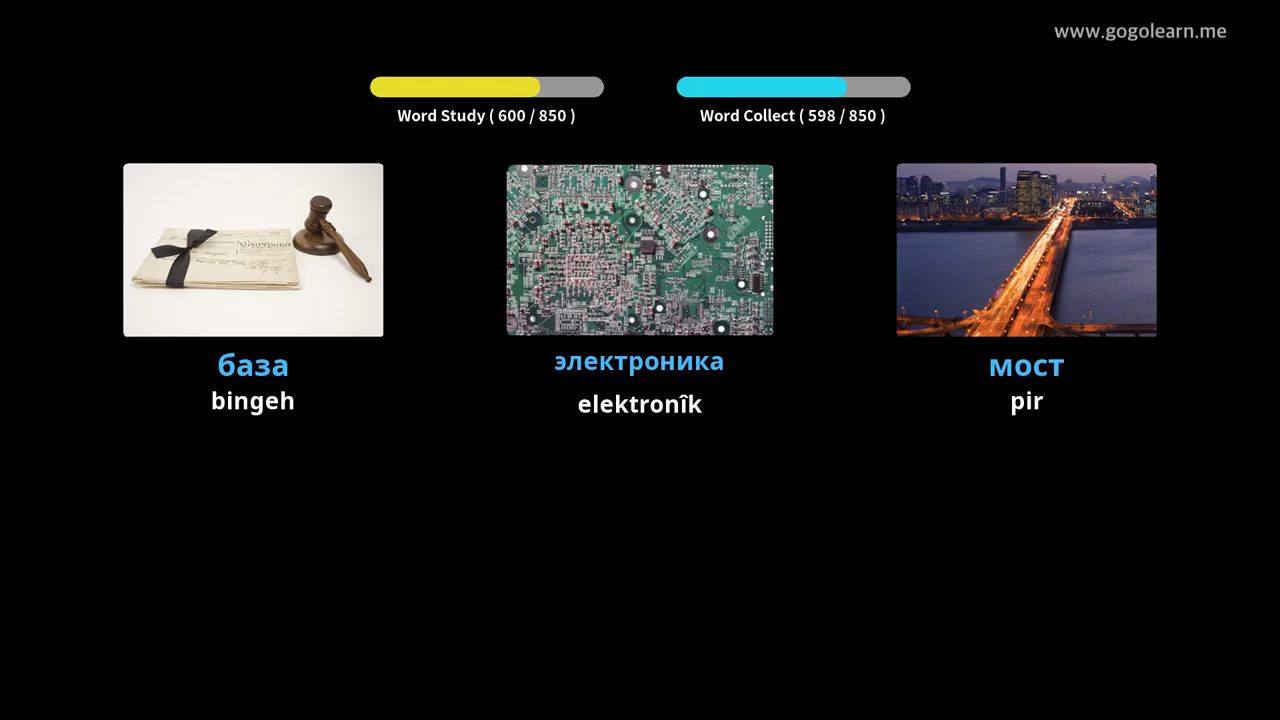 www.gogolearn.me
Word Study ( 600 / 850 )
Word Collect ( 598 / 850 )
база
bingeh
электроника
elektronîk
мост
pir